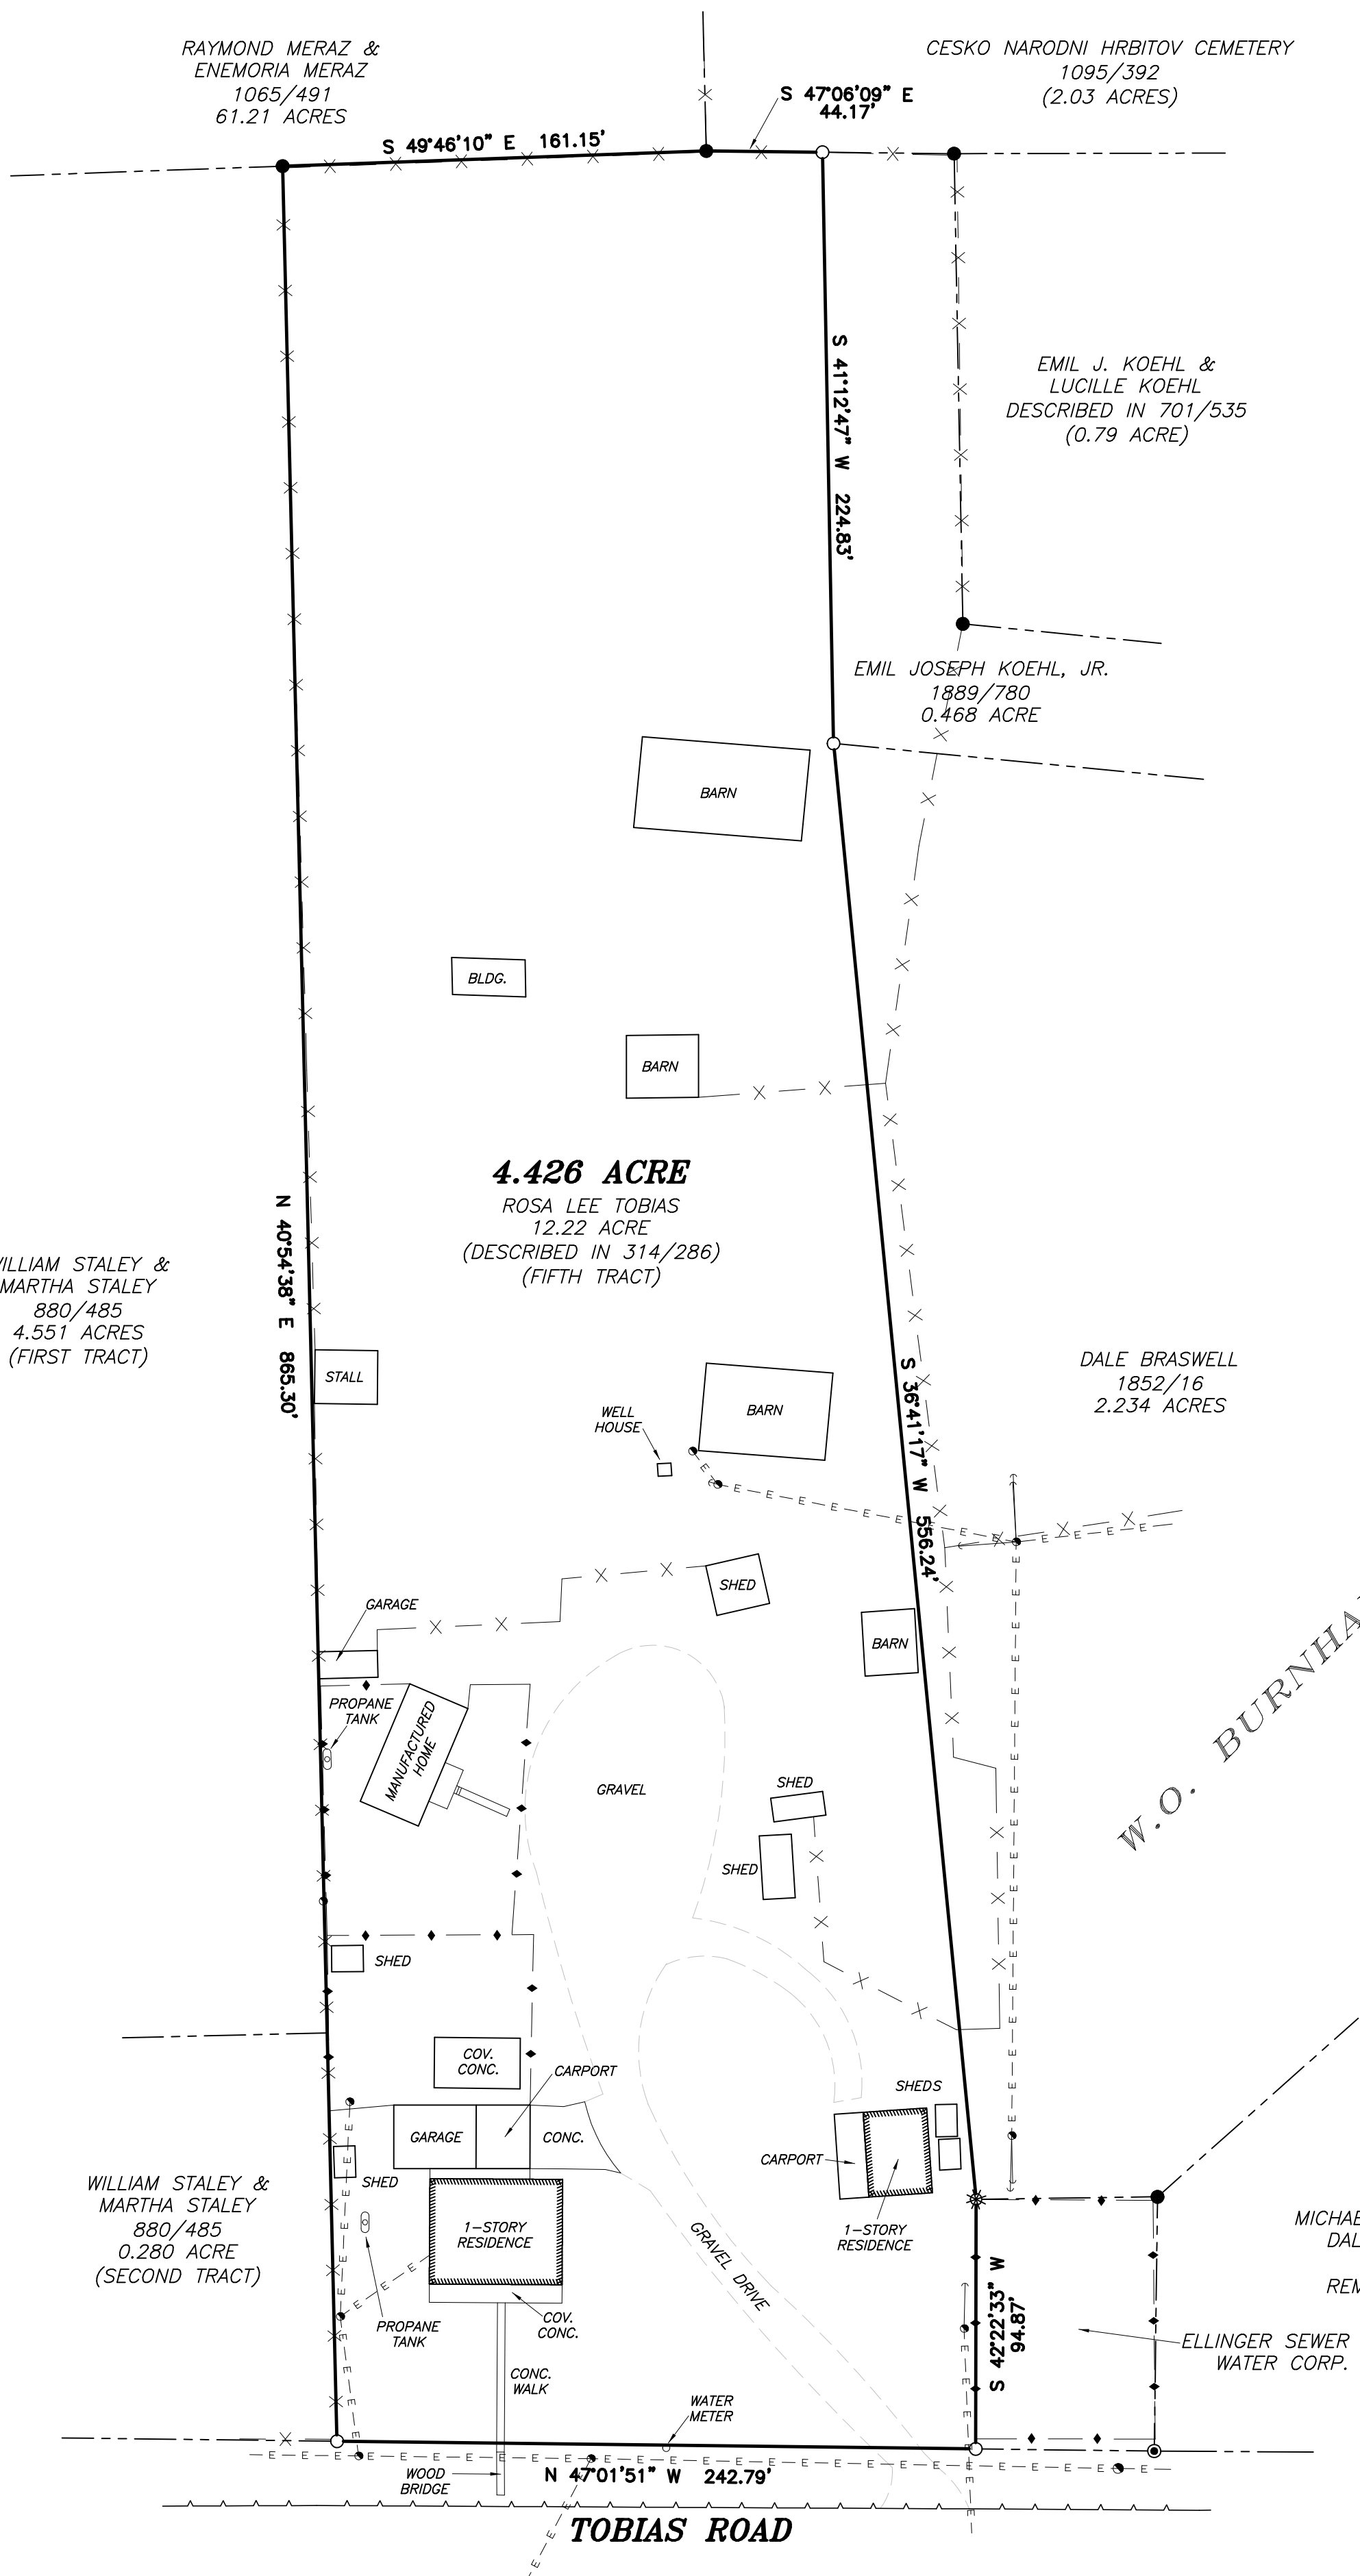 RAYMOND MERAZ &
ENEMORIA MERAZ
1065/491
61.21 ACRES
CESKO NARODNI HRBITOV CEMETERY
1095/392
(2.03 ACRES)
S 47°06'09" E
44.17'
S 49°46'10" E 161.15'
S 41°12'47" W 224.83'
EMIL J. KOEHL &
LUCILLE KOEHL
DESCRIBED IN 701/535
(0.79 ACRE)
EMIL JOSEPH KOEHL, JR.
1889/780
0.468 ACRE
BARN
BLDG.
BARN
4.426 ACRE
ROSA LEE TOBIAS
12.22 ACRE
(DESCRIBED IN 314/286)
(FIFTH TRACT)
N 40°54'38" E 865.30'
ILLIAM STALEY &
MARTHA STALEY
880/485
4.551 ACRES
(FIRST TRACT)
STALL
WELL
HOUSE
BARN
S 36°41'17" W 556.24'
DALE BRASWELL
1852/16
2.234 ACRES
SHED
GARAGE
BARN
PROPANE
TANK
MANUFACTURED
HOME
GRAVEL
SHED
SHED
W.O. BURNHA
SHED
COV.
CONC.
CARPORT
SHEDS
GARAGE
CONC.
CARPORT
SHED
WILLIAM STALEY &
MARTHA STALEY
880/485
0.280 ACRE
(SECOND TRACT)
1-STORY
RESIDENCE
1-STORY
RESIDENCE
GRAVEL DRIVE
MICHAE
DAL
REM
PROPANE
TANK
COV.
CONC.
S 42°22'33" W
94.87'
ELLINGER SEWER
WATER CORP.
CONC.
WALK
WATER
METER
WOOD
BRIDGE
N 47°01'51" W 242.79'
TOBIAS ROAD